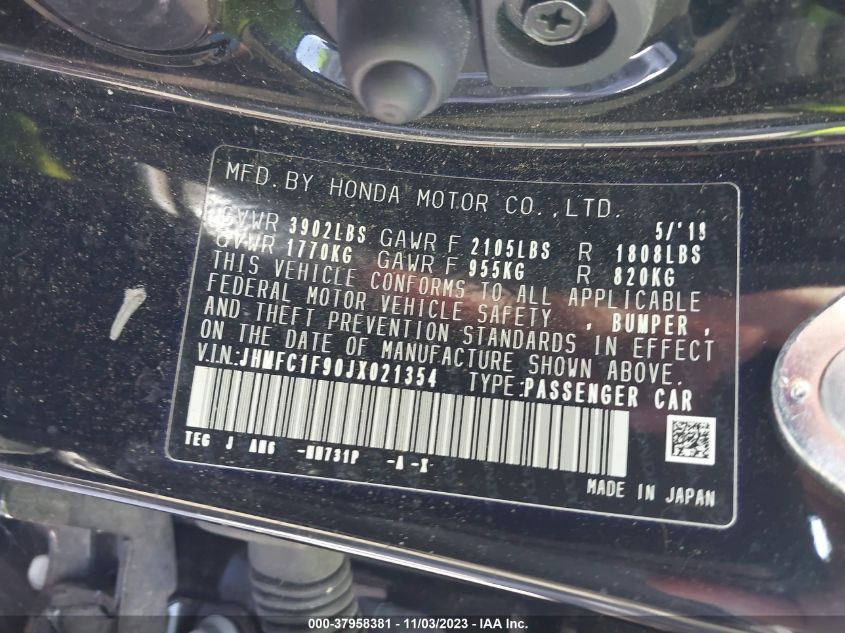 MFD. BY HONDA MOTOR CO., LTD. 5/'18
GVWR 3902LBS GAWR F 2105LBS R 1808LBS
GVWR 1770KG GAWR F 955KG R 820KG
THIS VEHICLE CONFORMS TO ALL APPLICABLE
FEDERAL MOTOR VEHICLE SAFETY , BUMPER ,
AND THEFT PREVENTION STANDARDS IN EFFECT
ON THE DATE OF MANUFACTURE SHOWN ABOVE.
V.I.N:JHMFC1F90JX021354 TYPE:PASSENGER CAR
TEG J AM6 -NH731P -A -X-
MADE IN JAPAN
000-37958381 - 11/03/2023 - IAA Inc.